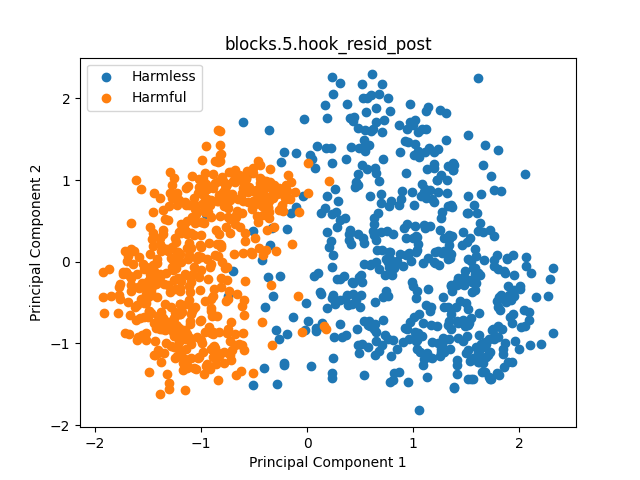 blocks.5.hook_resid_post
Harmless
Harmful
2
1
0
−1
−2
Principal Component 2
−2
−1
0
1
2
Principal Component 1